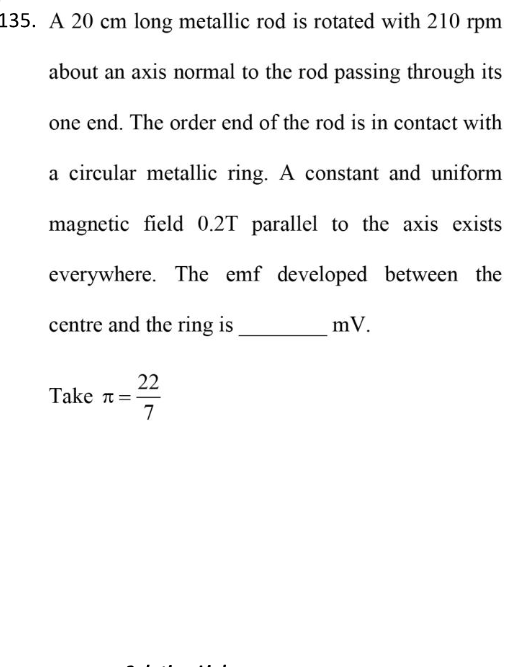 135. A 20 cm long metallic rod is rotated with 210 rpm
about an axis normal to the rod passing through its
one end. The order end of the rod is in contact with
a circular metallic ring. A constant and uniform
magnetic field 0.2T parallel to the axis exists
everywhere. The emf developed between the
centre and the ring is ________ mV.
Take π = 22/7